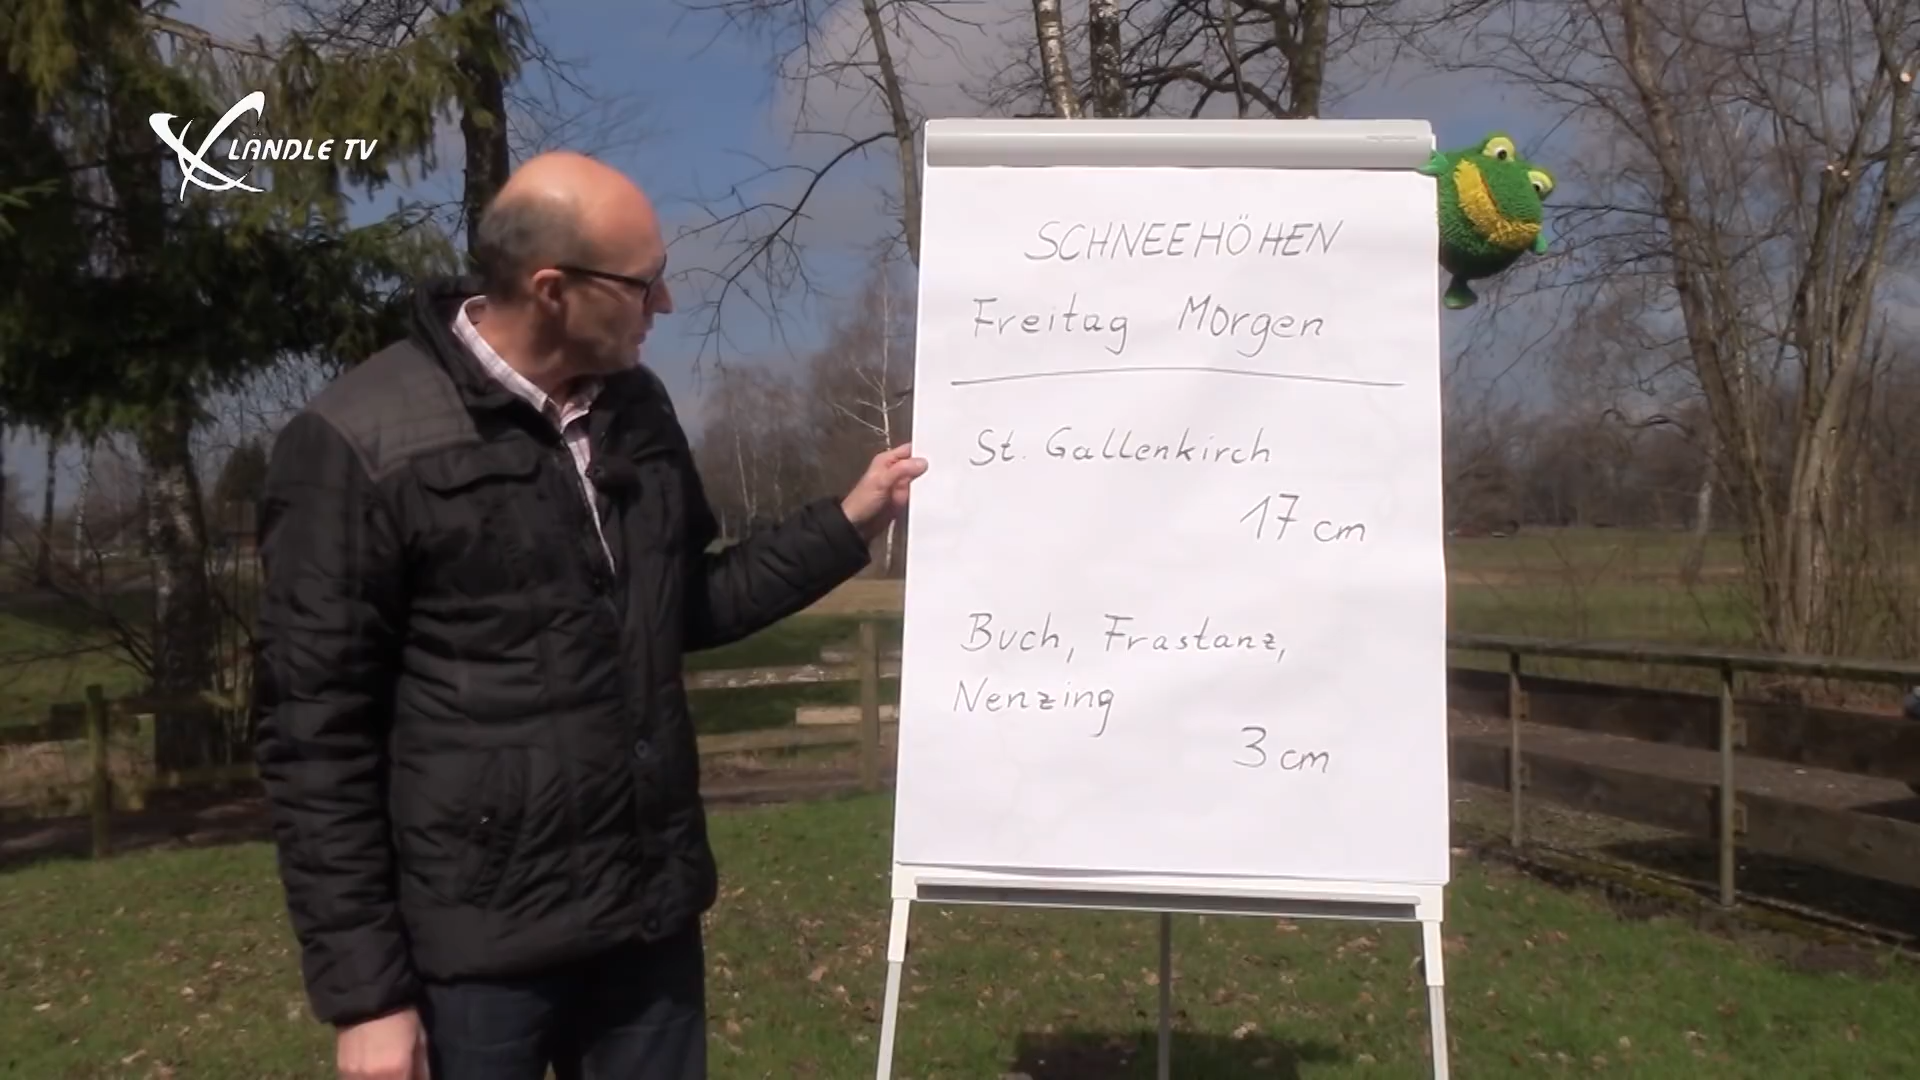 LÄNDLE TV
SCHNEEHÖHEN
Freitag Morgen
St. Gallenkirch
17 cm
Buch, Frastanz,
Nenzing
3 cm